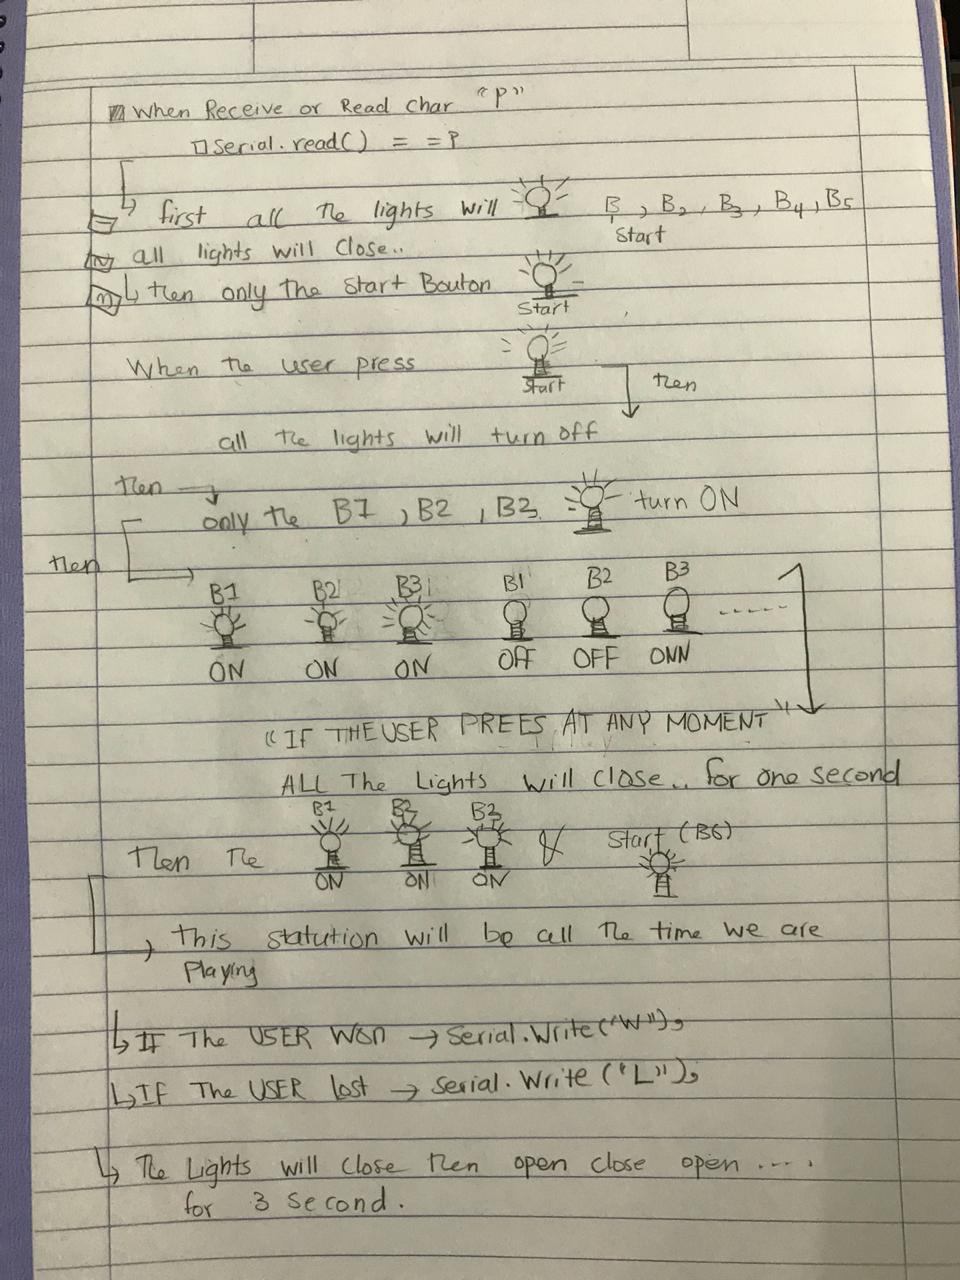 When Receive or Read Char "P"
Serial.read() = =P
first all the lights will B, B2, B3, B4, B5
Start
all lights will Close..
then only the Start Bouton
Start
When the user press
Start
then
all the lights will turn off
then
only the B1, B2, B3 turn ON
then
B1 B2 B3 B1 B2 B3 .....
ON ON ON OFF OFF ONN
"IF THE USER PREES AT ANY MOMENT"
ALL The Lights will Close.. for one second
B1 B2 B3
Then the & Start (B6)
ON ON ON
This statution will be all the time we are
Playing
IF The USER WON → Serial.Write("W");
IF The USER Lost → Serial.Write("L");
The Lights will Close then open close open ....
for 3 Second.